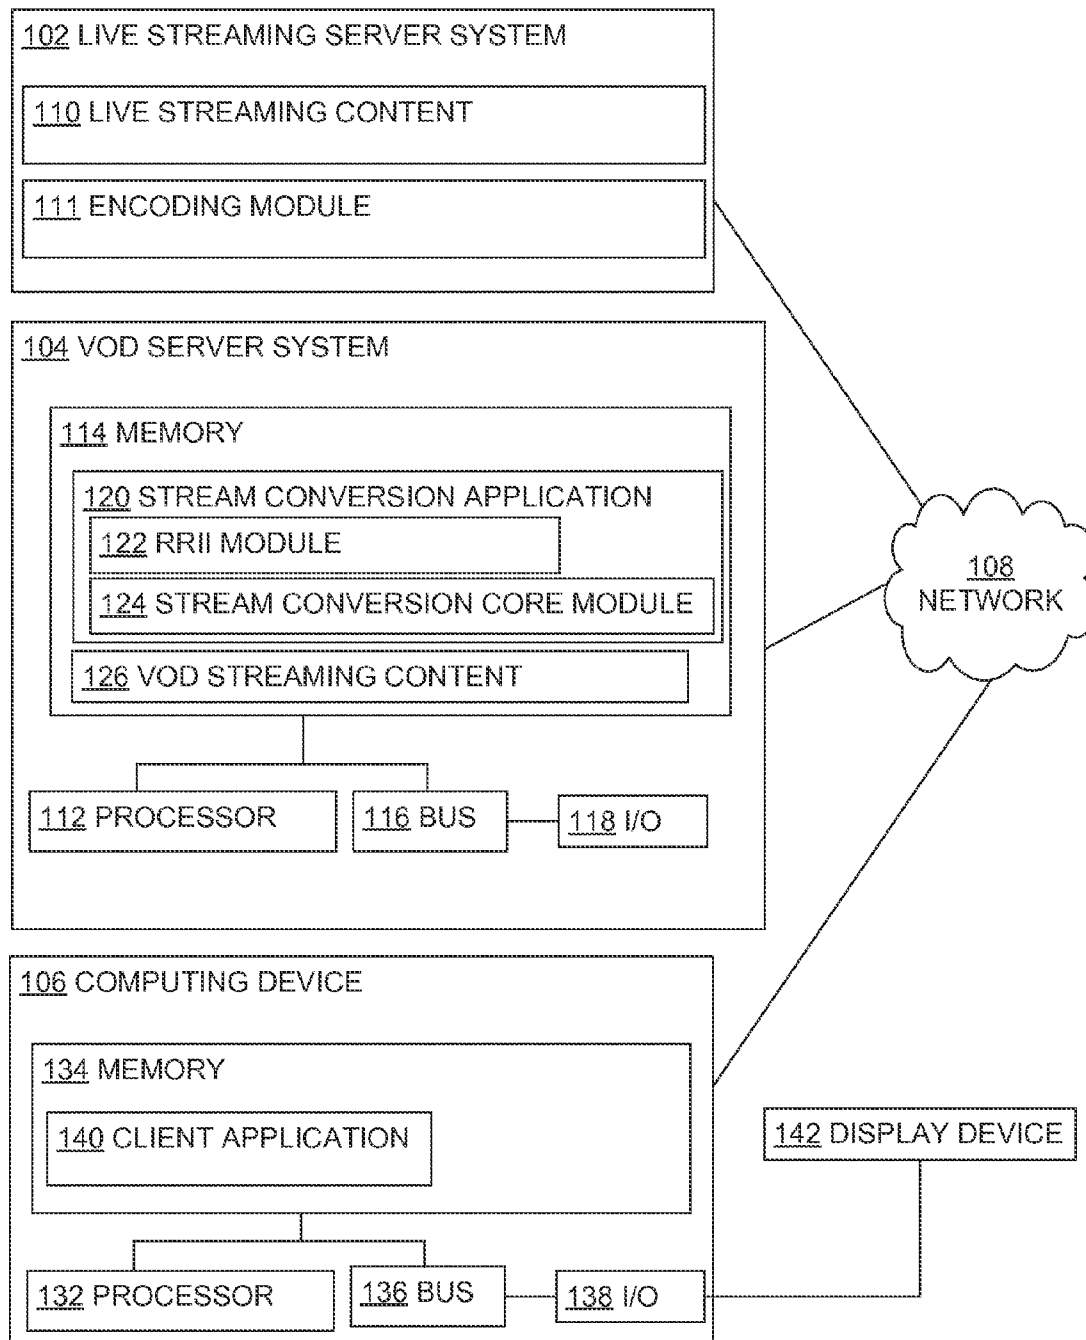 102 LIVE STREAMING SERVER SYSTEM
110 LIVE STREAMING CONTENT
111 ENCODING MODULE
104 VOD SERVER SYSTEM
114 MEMORY
120 STREAM CONVERSION APPLICATION
122 RRII MODULE
124 STREAM CONVERSION CORE MODULE
126 VOD STREAMING CONTENT
112 PROCESSOR
116 BUS
118 I/O
108
NETWORK
106 COMPUTING DEVICE
134 MEMORY
140 CLIENT APPLICATION
142 DISPLAY DEVICE
132 PROCESSOR
136 BUS
138 I/O